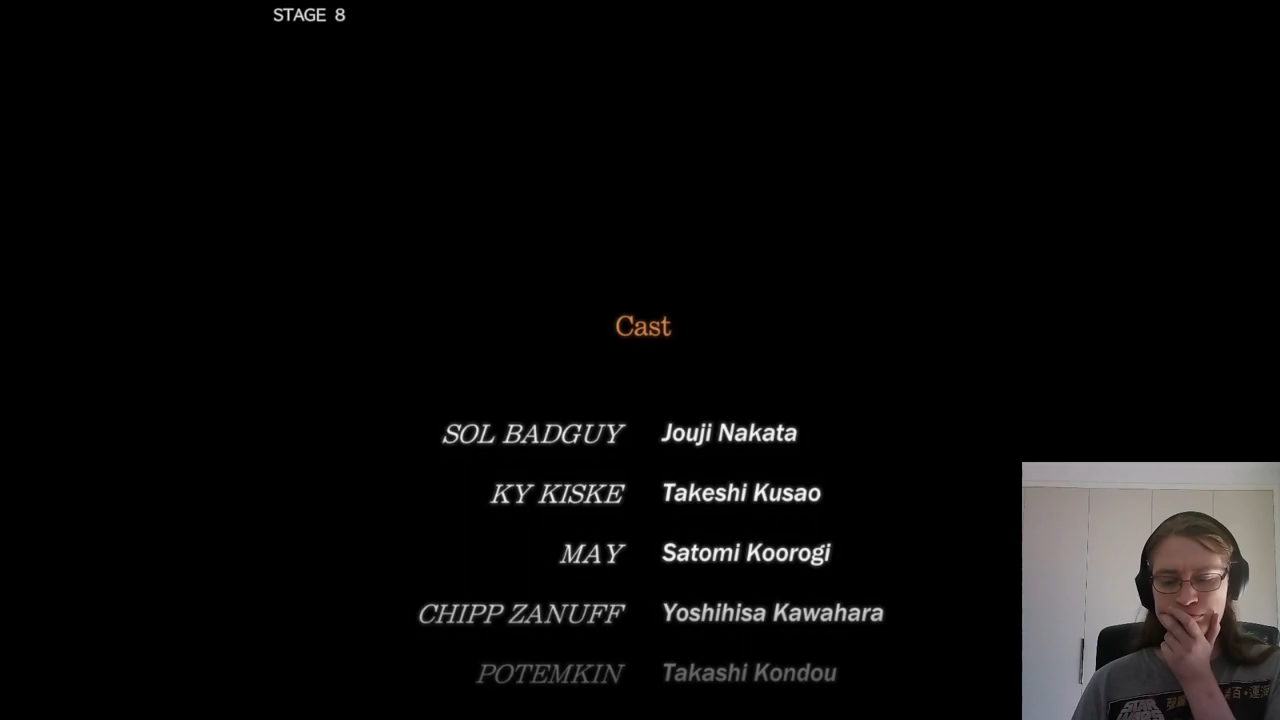 STAGE 8
Cast
SOL BADGUY Jouji Nakata
KY KISKE Takeshi Kusao
MAY Satomi Koorogi
CHIPP ZANUFF Yoshihisa Kawahara
POTEMKIN Takashi Kondou
STAR